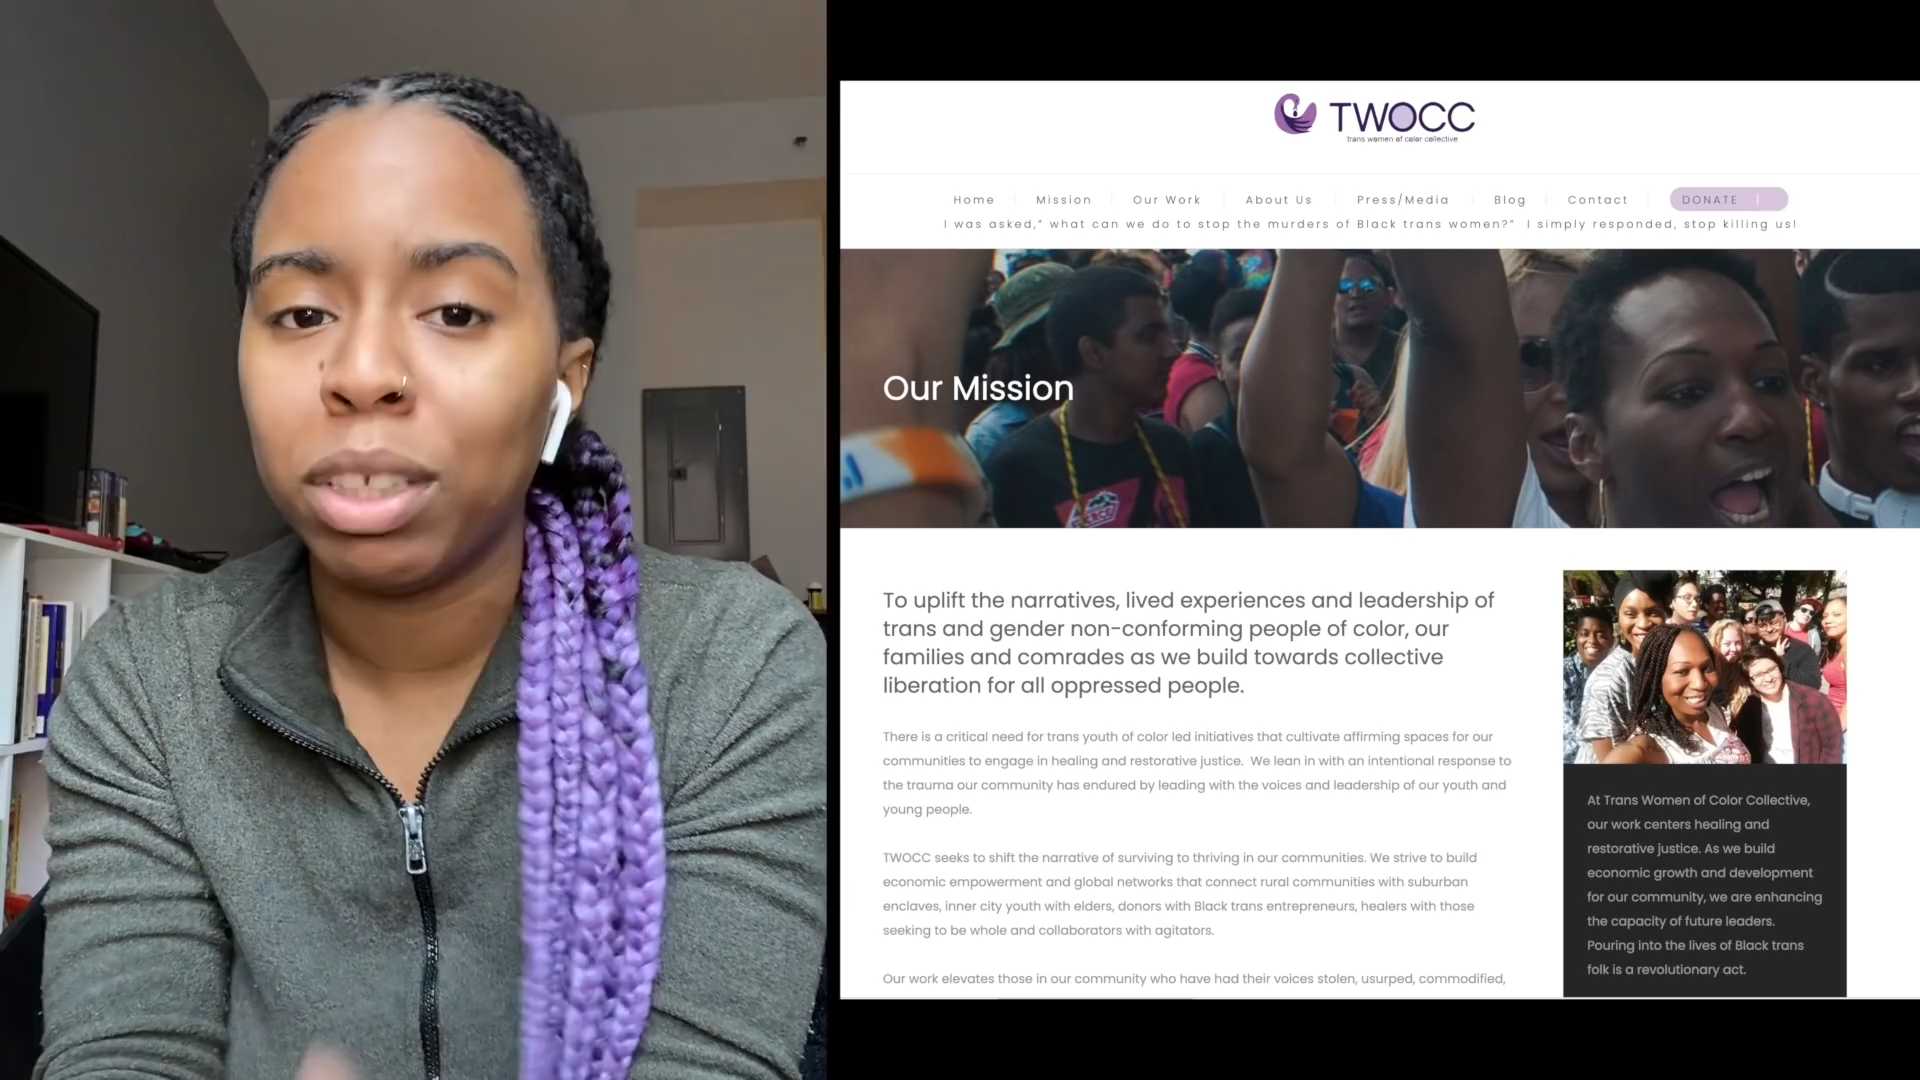 TWOCC
trans women of color collective
Home Mission Our Work About Us Press/Media Blog Contact DONATE
I was asked,” what can we do to stop the murders of Black trans women?” I simply responded, stop killing us!
Our Mission
To uplift the narratives, lived experiences and leadership of
trans and gender non-conforming people of color, our
families and comrades as we build towards collective
liberation for all oppressed people.
There is a critical need for trans youth of color led initiatives that cultivate affirming spaces for our
communities to engage in healing and restorative justice. We lean in with an intentional response to
the trauma our community has endured by leading with the voices and leadership of our youth and
young people.
TWOCC seeks to shift the narrative of surviving to thriving in our communities. We strive to build
economic empowerment and global networks that connect rural communities with suburban
enclaves, inner city youth with elders, donors with Black trans entrepreneurs, healers with those
seeking to be whole and collaborators with agitators.
Our work elevates those in our community who have had their voices stolen, usurped, commodified,
At Trans Women of Color Collective,
our work centers healing and
restorative justice. As we build
economic growth and development
for our community, we are enhancing
the capacity of future leaders.
Pouring into the lives of Black trans
folk is a revolutionary act.